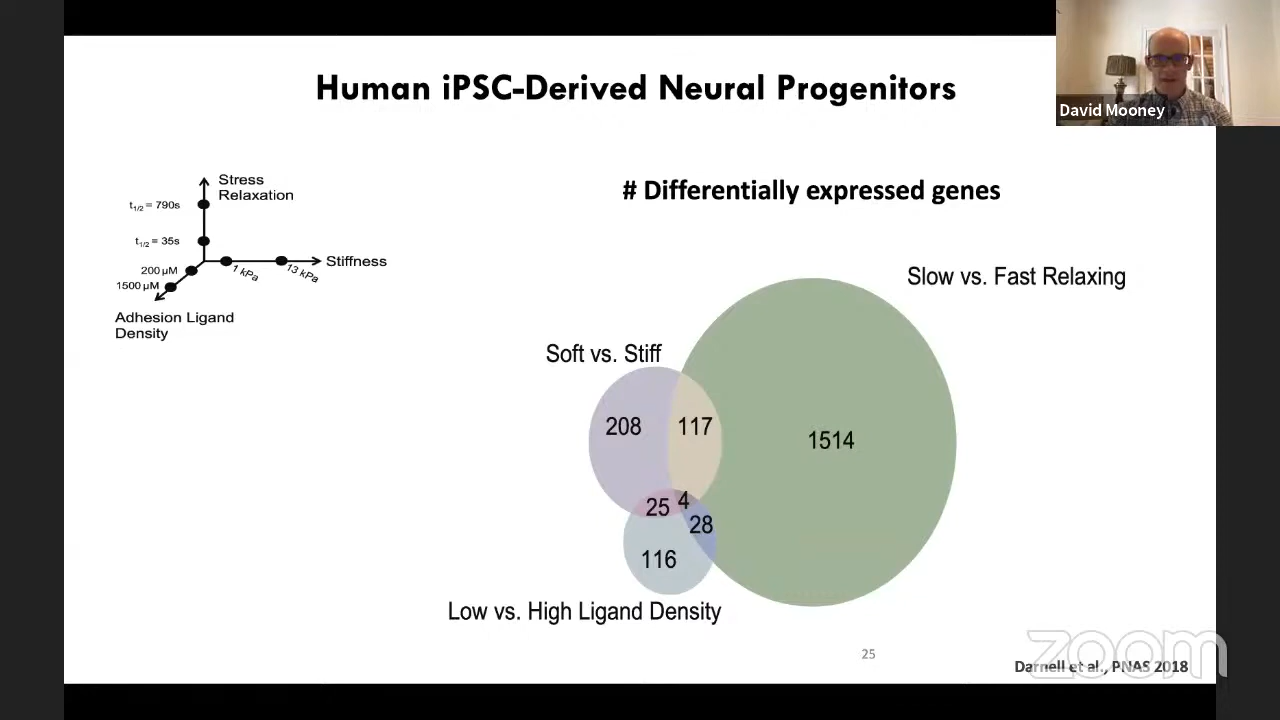 Human iPSC-Derived Neural Progenitors
David Mooney
Stress
Relaxation
t1/2 = 790s
t1/2 = 35s
200 µM
1500 µM
1 kPa
13 kPa
Stiffness
Adhesion Ligand
Density
# Differentially expressed genes
Slow vs. Fast Relaxing
Soft vs. Stiff
208
117
1514
25
4
28
116
Low vs. High Ligand Density
25
Darnell et al., PNAS 2018
zoom